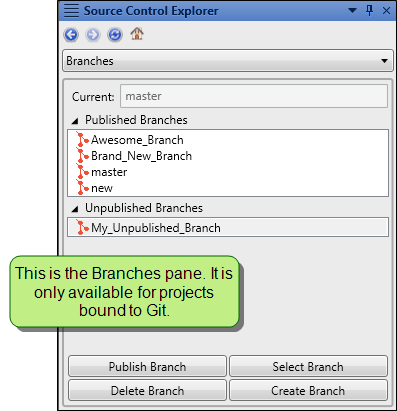 Source Control Explorer
Branches
Current: master
Published Branches
Awesome_Branch
Brand_New_Branch
master
new
Unpublished Branches
My_Unpublished_Branch
This is the Branches pane. It is
only available for projects
bound to Git.
Publish Branch Select Branch
Delete Branch Create Branch